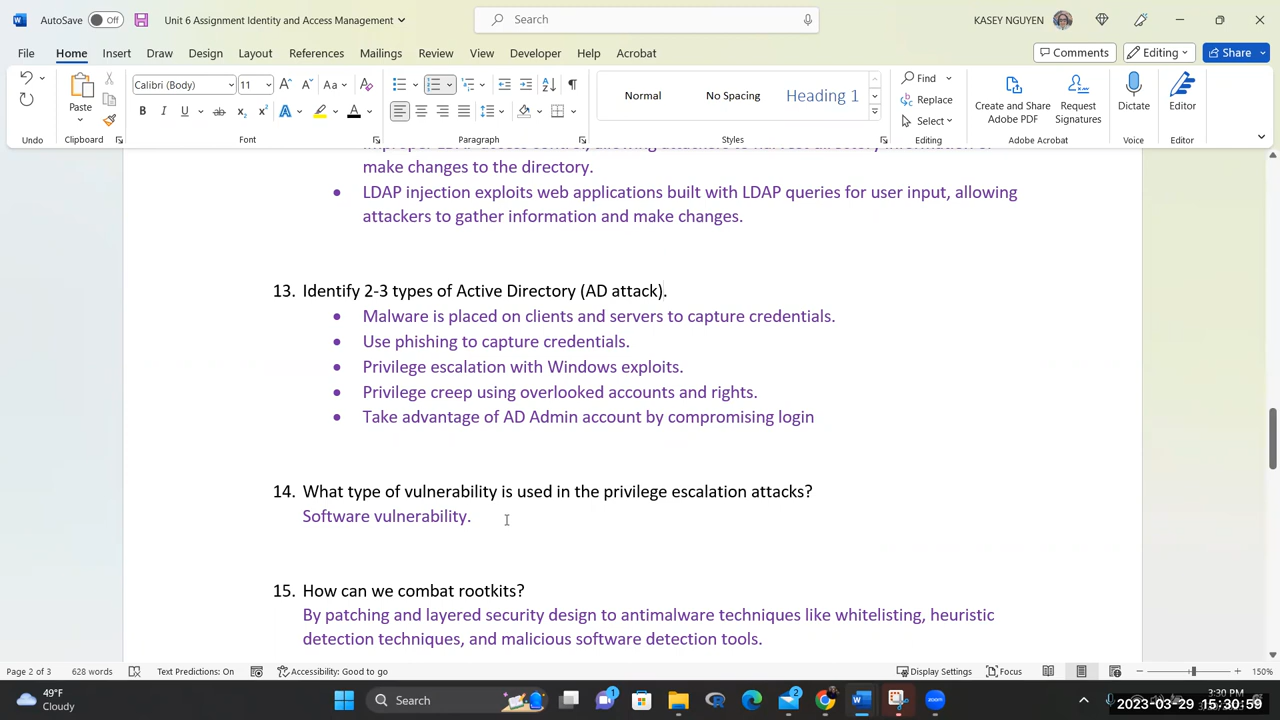 AutoSave Off Unit 6 Assignment Identity and Access Management Search KASEY NGUYEN
File Home Insert Draw Design Layout References Mailings Review View Developer Help Acrobat Comments Editing Share
Calibri (Body) 11 Aa A
Paste B I U ab x₂ x² A A
Normal No Spacing Heading 1
Find Replace Select
Create and Share Adobe PDF Request Signatures Dictate Editor
Undo Clipboard Font Paragraph Styles Editing Adobe Acrobat Voice Editor
make changes to the directory.
• LDAP injection exploits web applications built with LDAP queries for user input, allowing
attackers to gather information and make changes.
13. Identify 2-3 types of Active Directory (AD attack).
• Malware is placed on clients and servers to capture credentials.
• Use phishing to capture credentials.
• Privilege escalation with Windows exploits.
• Privilege creep using overlooked accounts and rights.
• Take advantage of AD Admin account by compromising login
14. What type of vulnerability is used in the privilege escalation attacks?
Software vulnerability.
15. How can we combat rootkits?
By patching and layered security design to antimalware techniques like whitelisting, heuristic
detection techniques, and malicious software detection tools.
Page 2 of 3 628 words Text Predictions: On Accessibility: Good to go Display Settings Focus 150%
49°F
Cloudy
Search
1
2
zoom
3:30 PM
2023-03-29 15:30:59